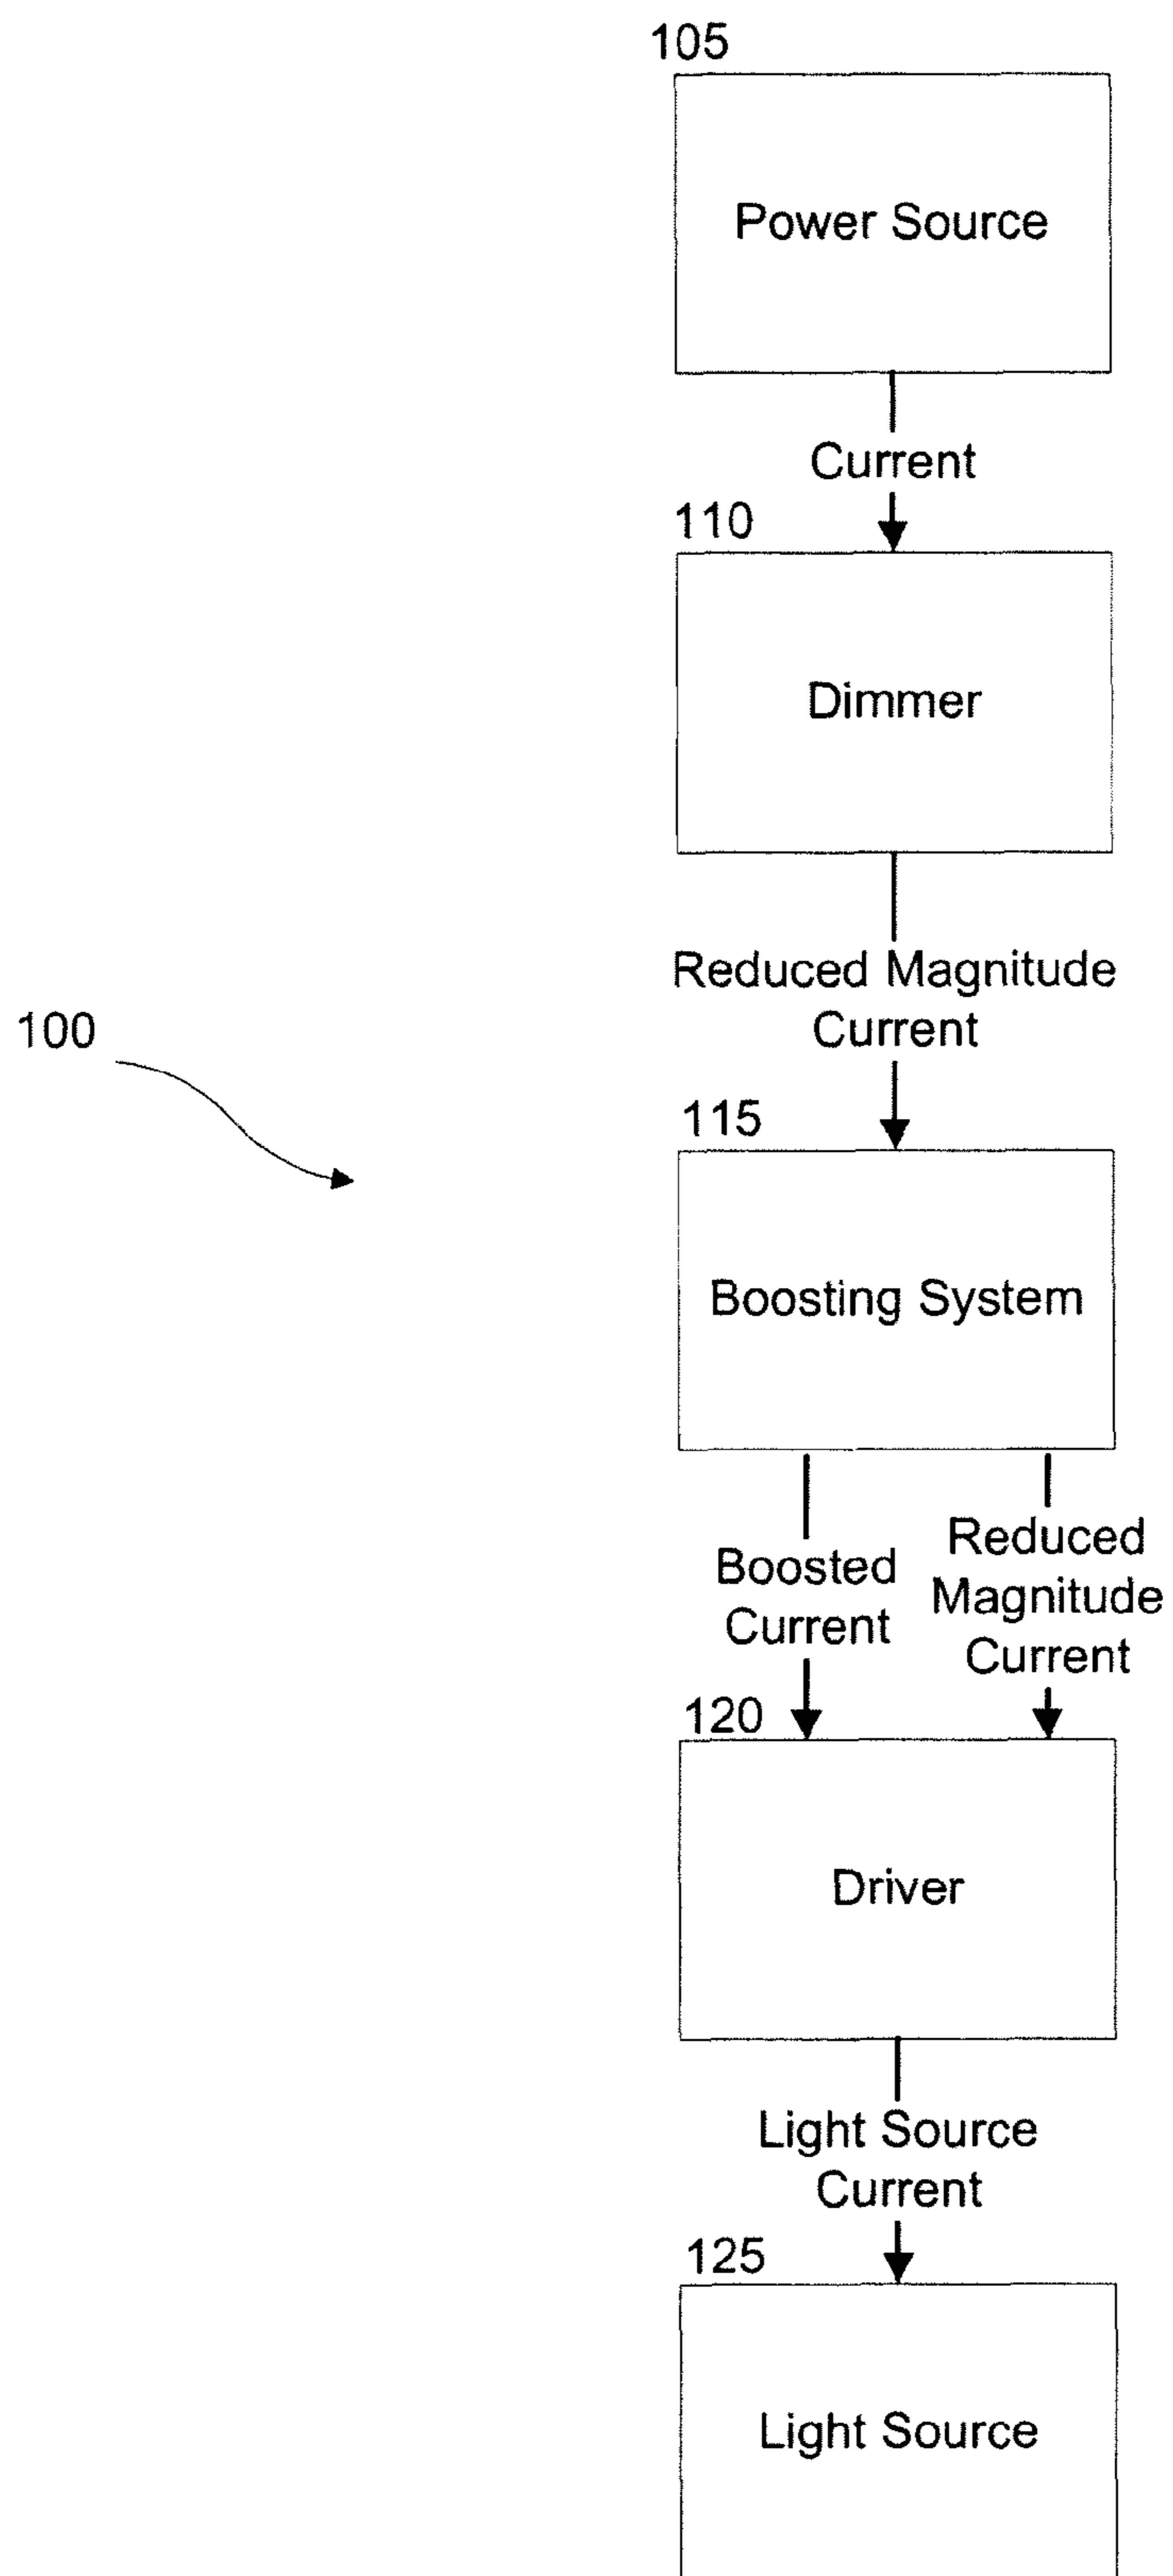 105
Power Source
Current
110
Dimmer
Reduced Magnitude
Current
100
115
Boosting System
Boosted
Current
Reduced
Magnitude
Current
120
Driver
Light Source
Current
125
Light Source